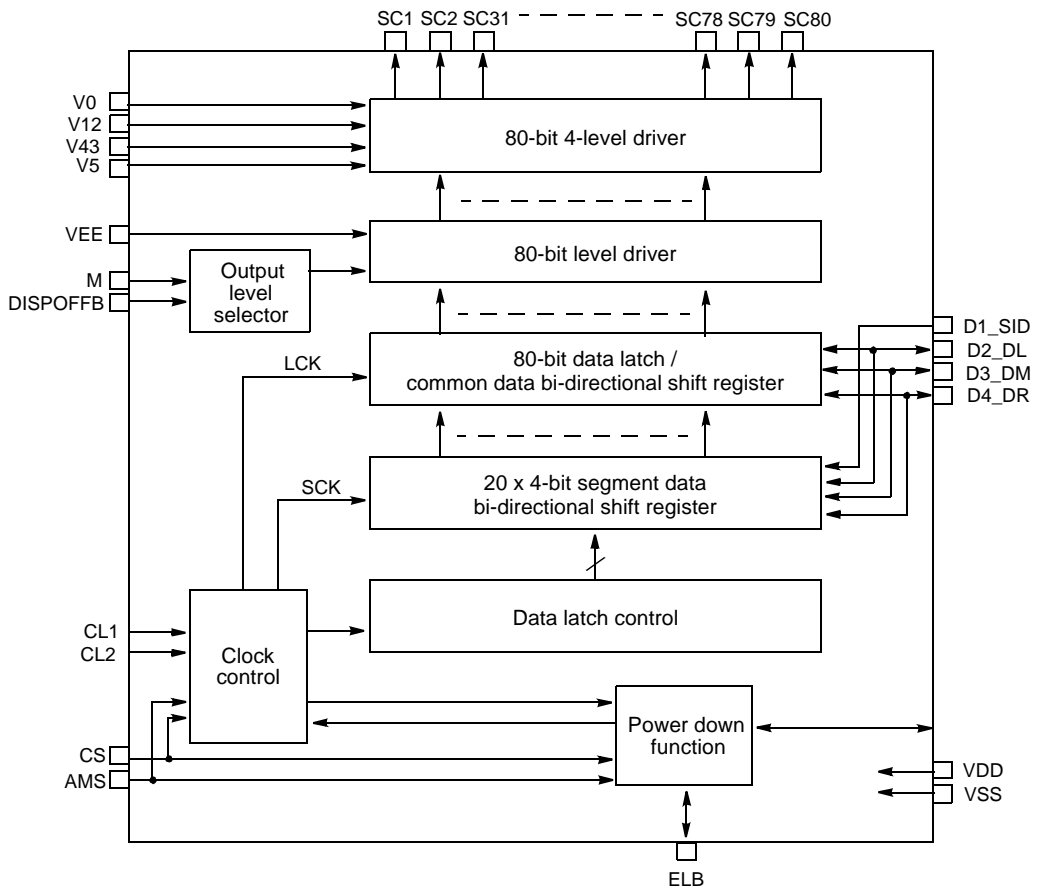 SC1 SC2 SC31 SC78 SC79 SC80
V0
V12
V43
V5
80-bit 4-level driver
VEE
80-bit level driver
M
DISPOFFB
Output
level
selector
D1_SID
D2_DL
D3_DM
D4_DR
LCK
80-bit data latch /
common data bi-directional shift register
SCK
20 x 4-bit segment data
bi-directional shift register
CL1
CL2
Clock
control
Data latch control
Power down
function
CS
AMS
VDD
VSS
ELB